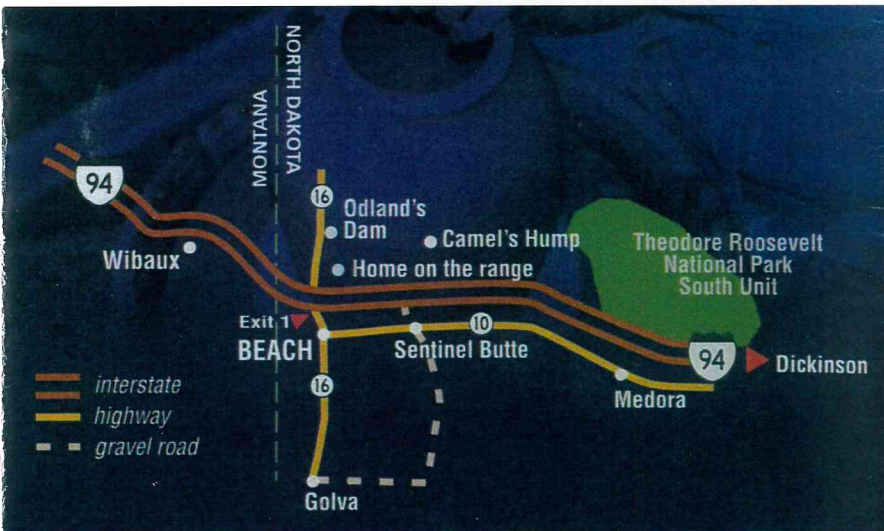 MONTANA
NORTH DAKOTA
94
16
Odland's
Dam
Camel's Hump
Wibaux
Home on the range
Theodore Roosevelt
National Park
South Unit
Exit 1
BEACH
10
Sentinel Butte
94
Dickinson
16
Medora
interstate
highway
gravel road
Golva